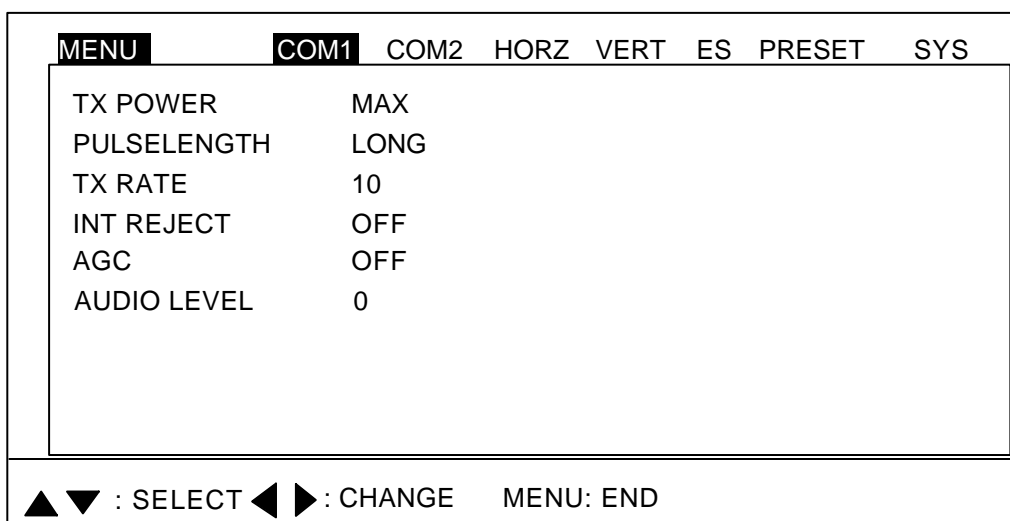 MENU COM1 COM2 HORZ VERT ES PRESET SYS
TX POWER MAX
PULSELENGTH LONG
TX RATE 10
INT REJECT OFF
AGC OFF
AUDIO LEVEL 0
▲ ▼ : SELECT ◀ ▶ : CHANGE MENU: END